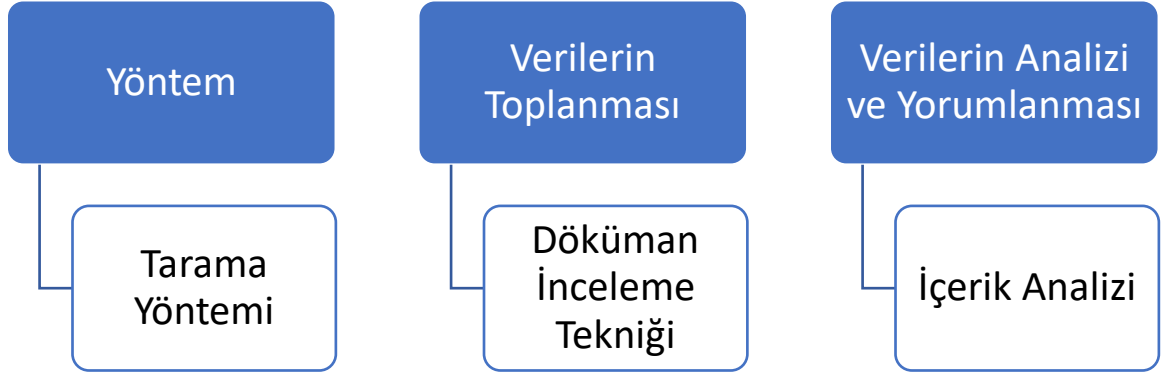 Yöntem
Tarama
Yöntemi
Verilerin
Toplanması
Döküman
İnceleme
Tekniği
Verilerin Analizi
ve Yorumlanması
İçerik Analizi